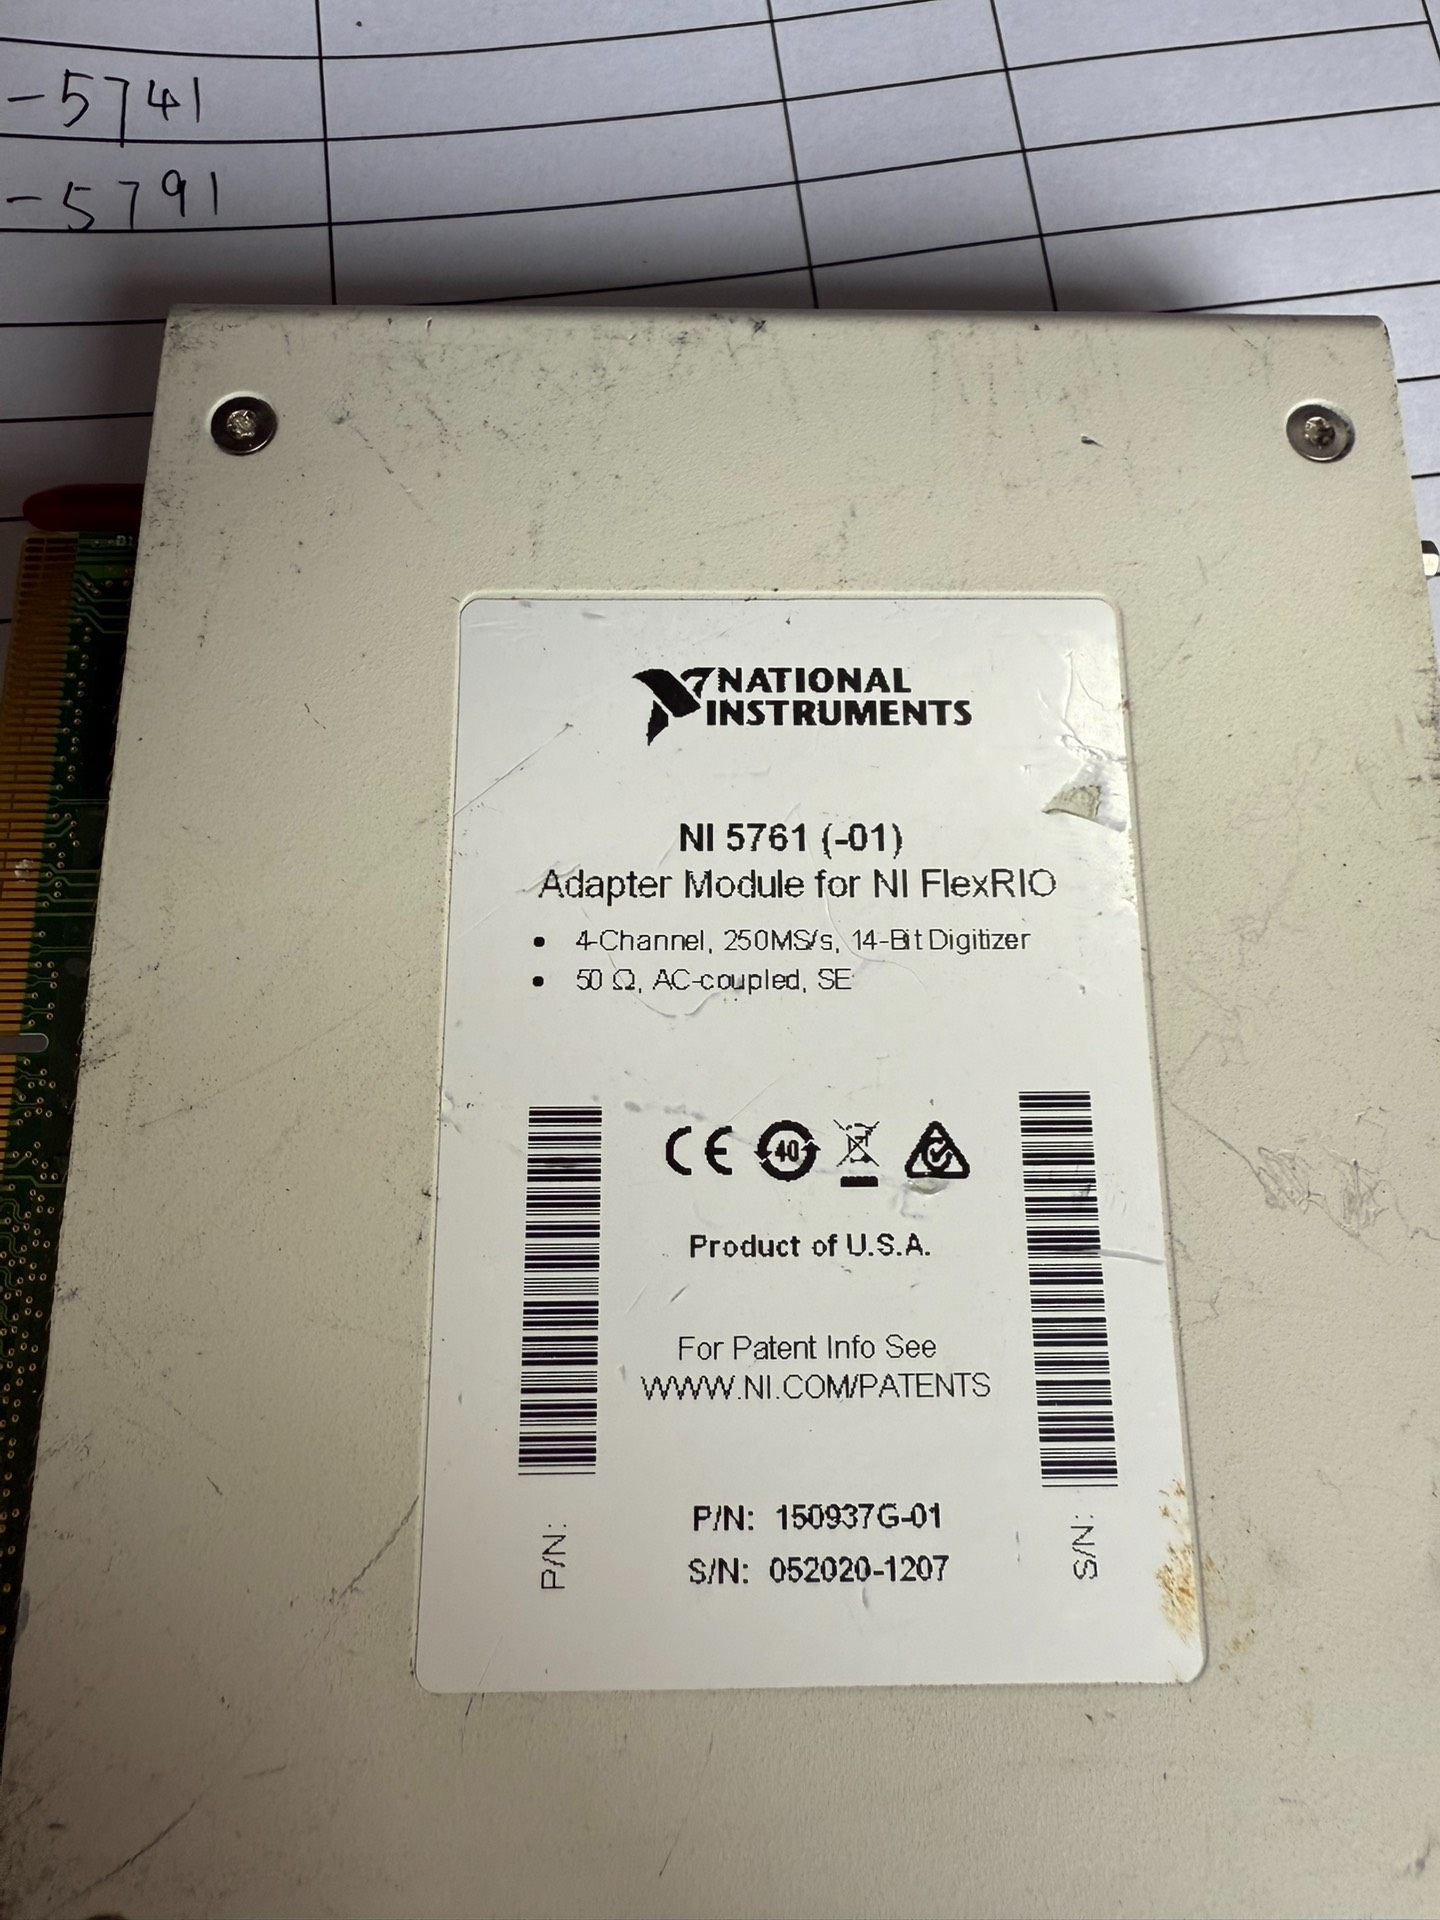 -5741
-5791
NATIONAL
INSTRUMENTS
NI 5761 (-01)
Adapter Module for NI FlexRIO
• 4-Channel, 250MS/s, 14-Bit Digitizer
• 50 Ω, AC-coupled, SE
CE 40
Product of U.S.A.
For Patent Info See
WWW.NI.COM/PATENTS
P/N: 150937G-01
S/N: 052020-1207
P/N:
S/N: